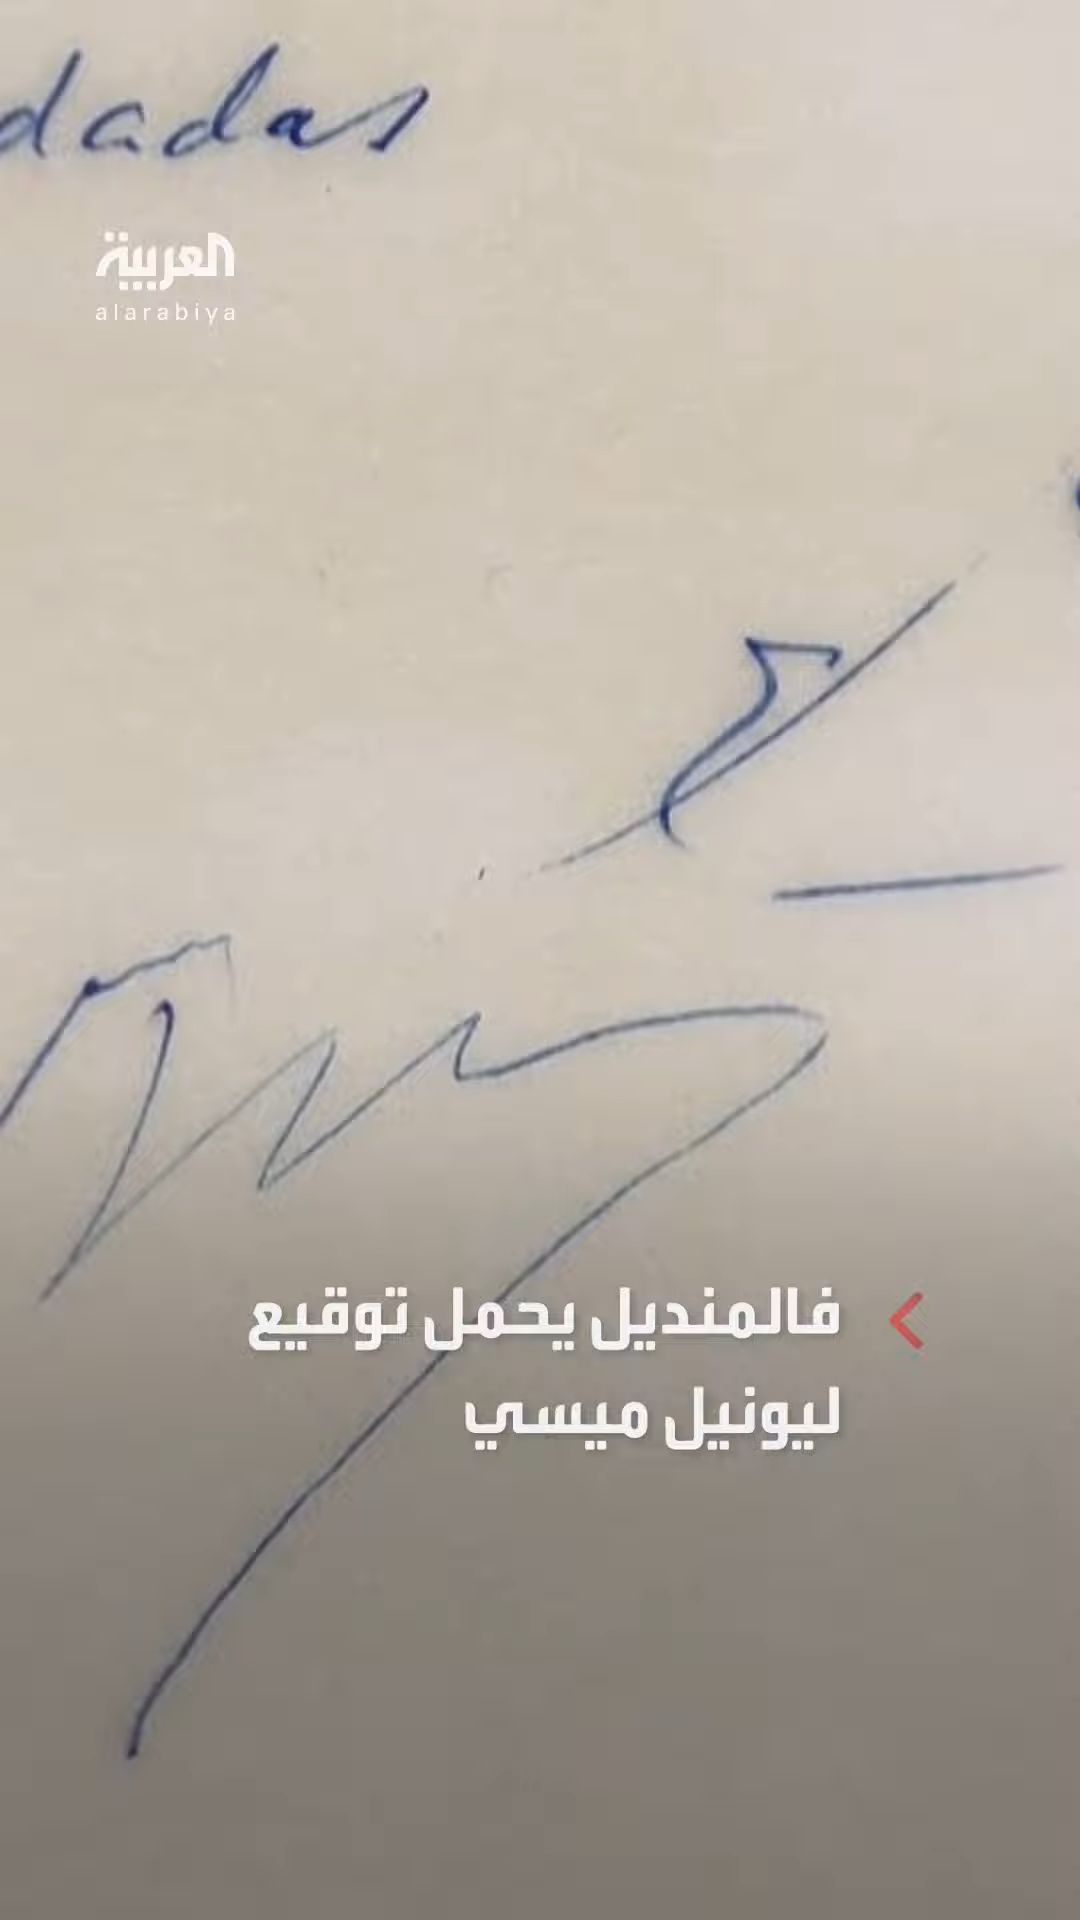 dadas
العربية
alarabiya
فالمنديل يحمل توقيع
ليونيل ميسي